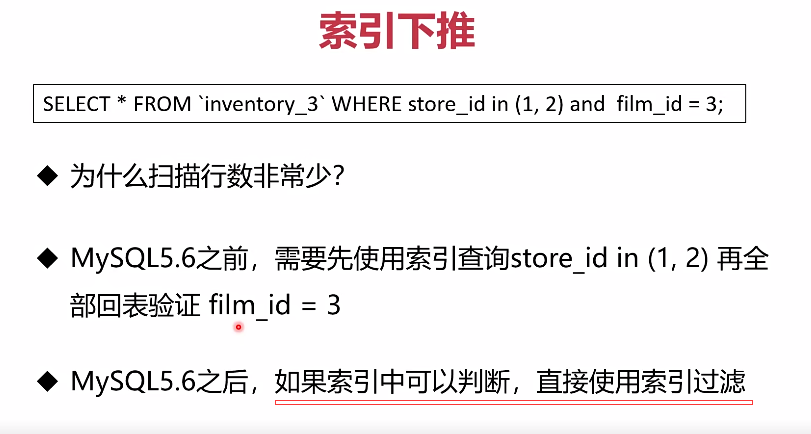 索引下推
SELECT * FROM `inventory_3` WHERE store_id in (1, 2) and film_id = 3;
◆ 为什么扫描行数非常少？
◆ MySQL5.6之前，需要先使用索引查询store_id in (1, 2) 再全
部回表验证 film_id = 3
◆ MySQL5.6之后，如果索引中可以判断，直接使用索引过滤